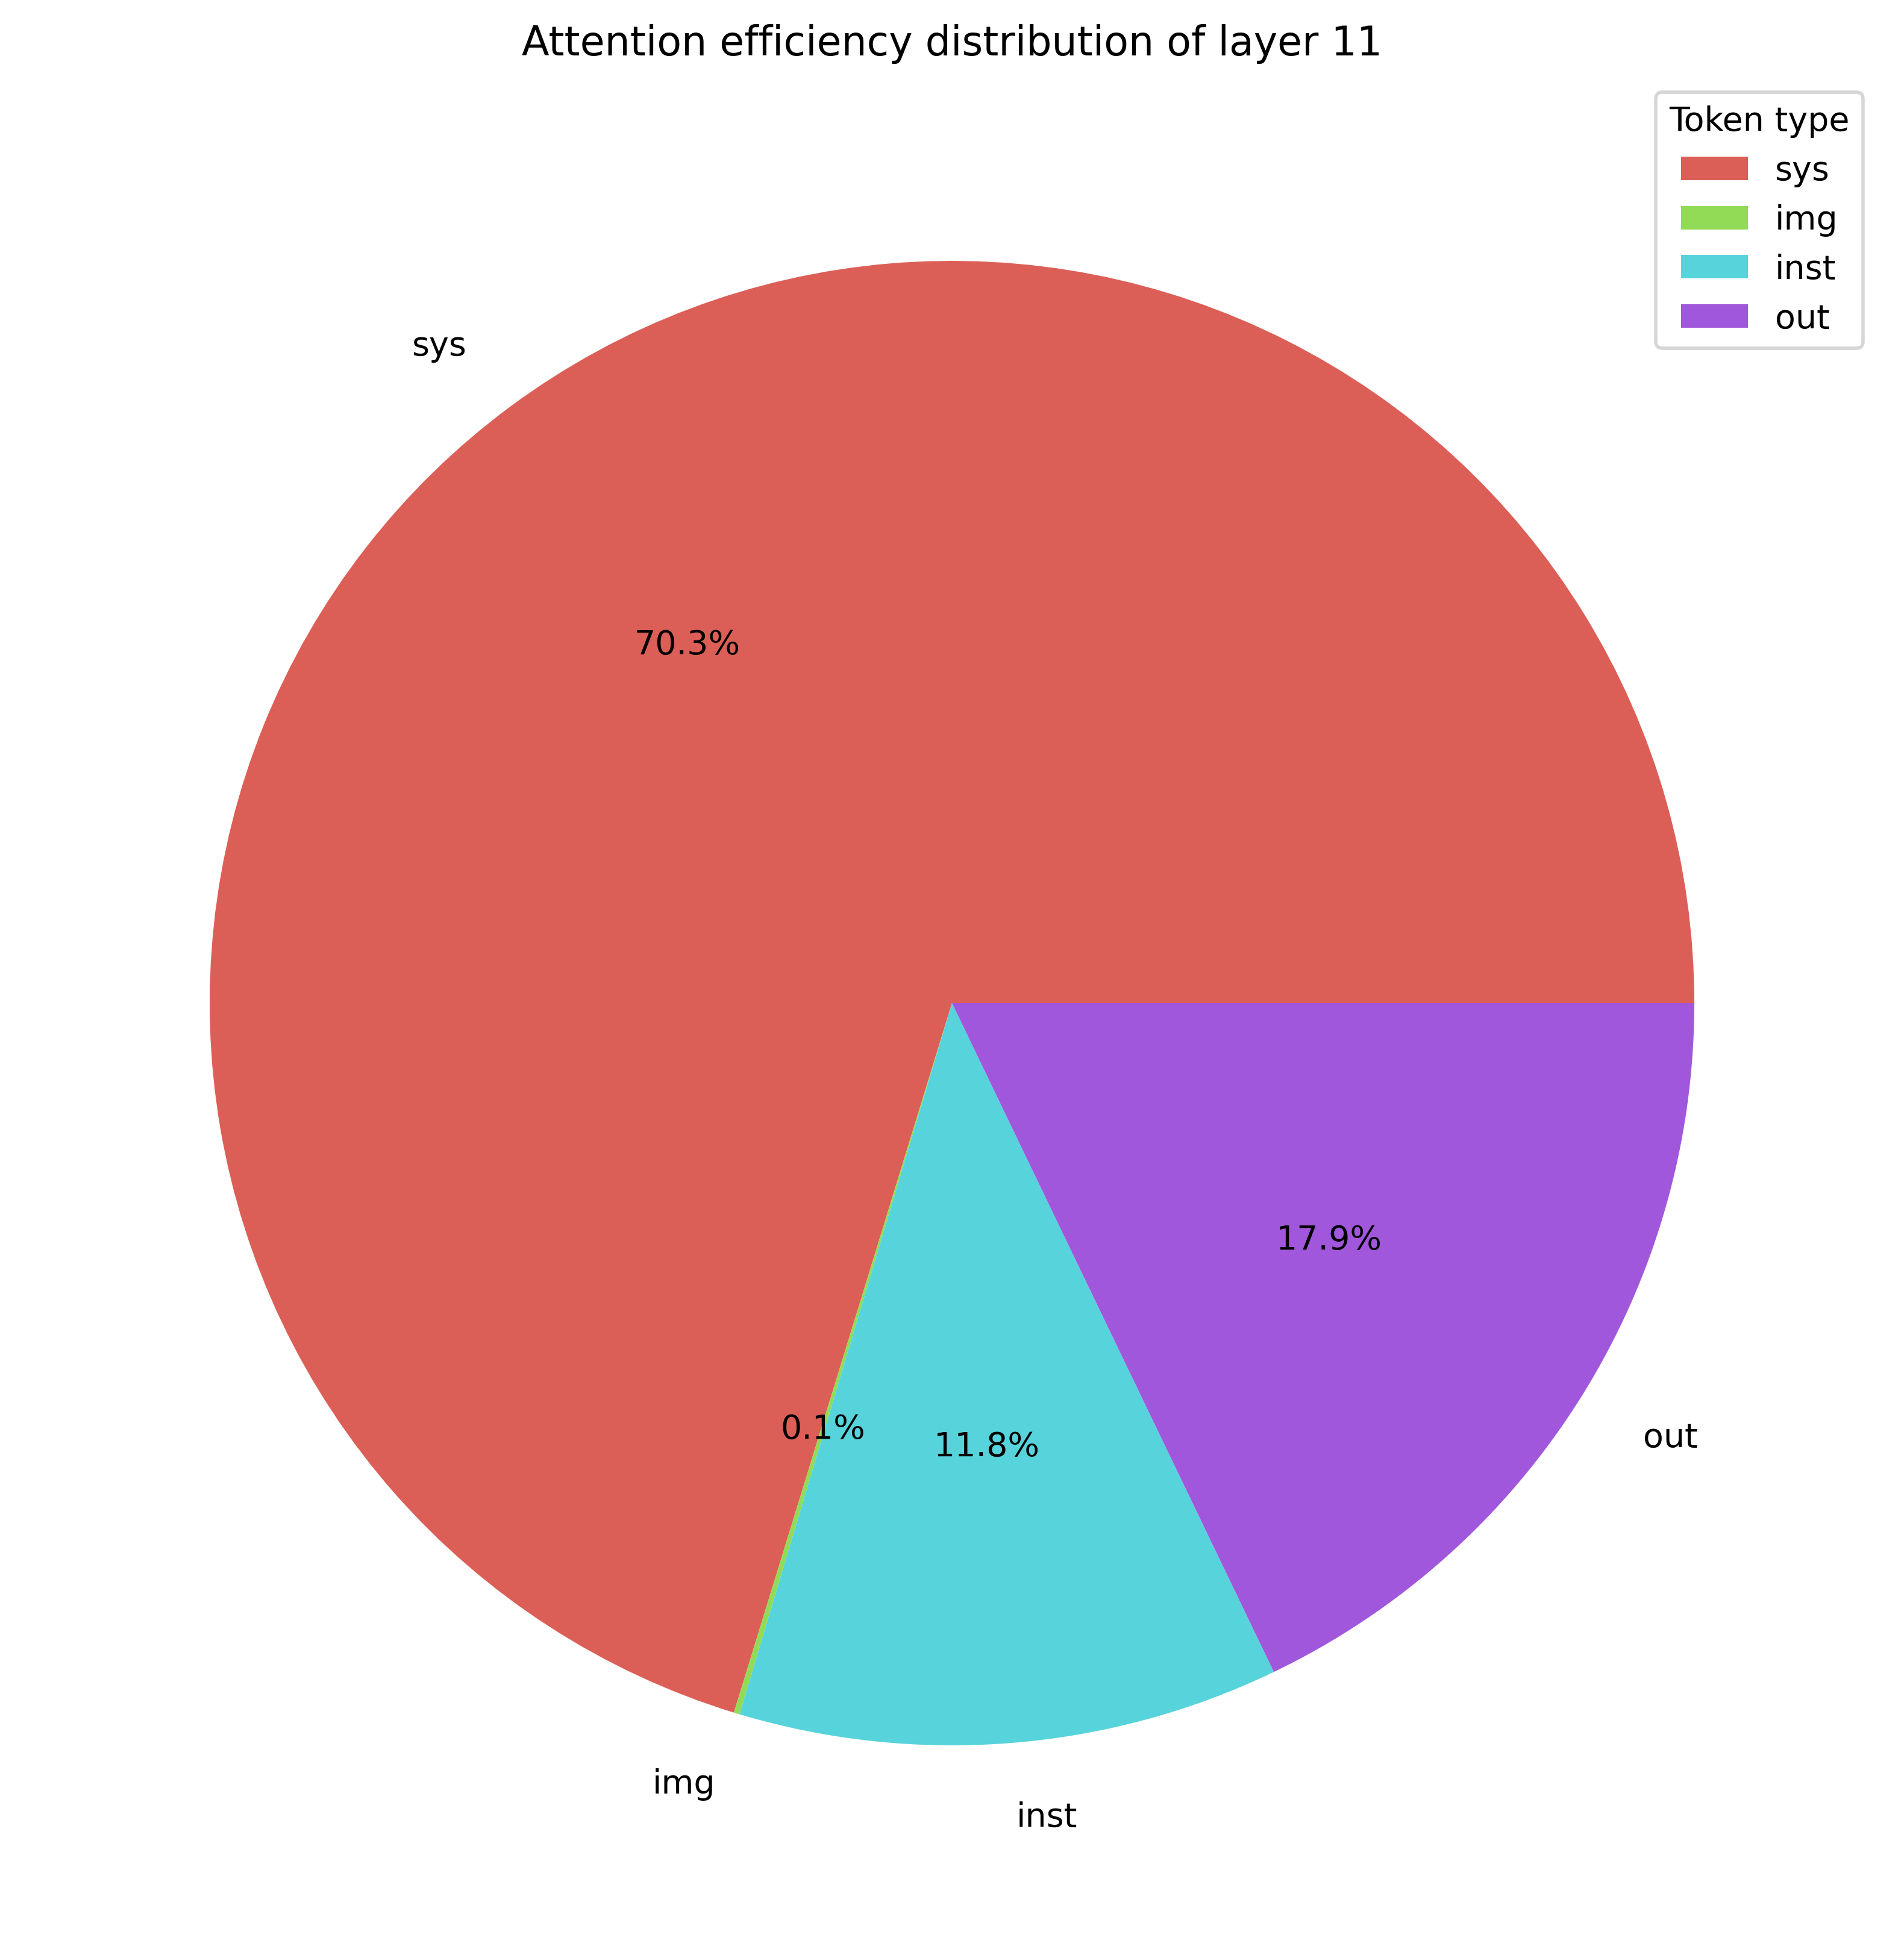 Attention efficiency distribution of layer 11
Token type
sys
img
inst
out
sys
70.3%
17.9%
0.1%
11.8%
out
img
inst